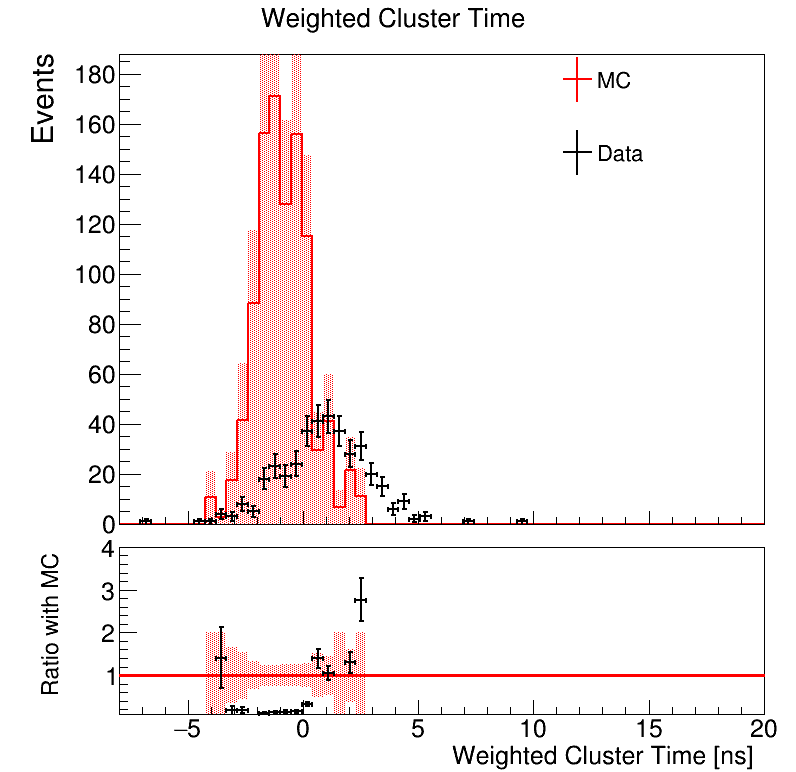 Weighted Cluster Time
Events
180
160
140
120
100
80
60
40
20
0
MC
Data
Ratio with MC
4
3
2
1
−5 0 5 10 15 20
Weighted Cluster Time [ns]